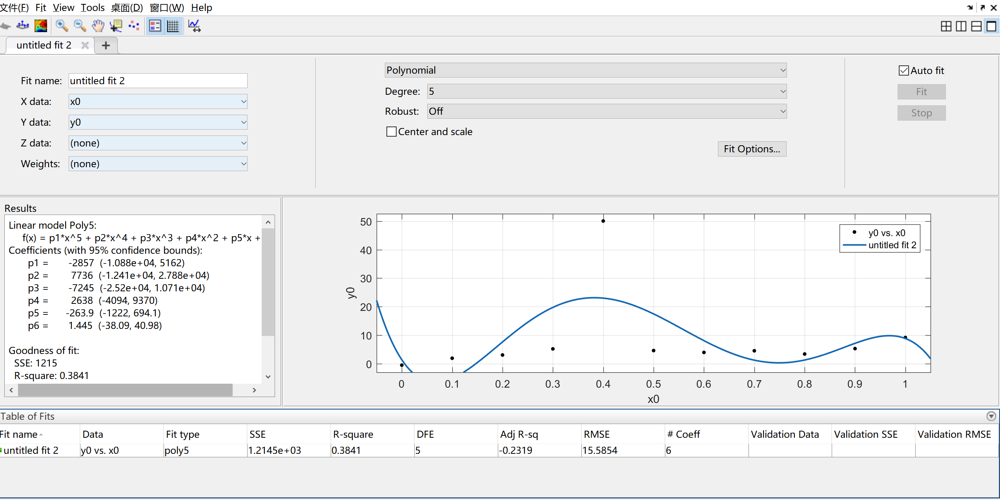 文件(F) Fit View Tools 桌面(D) 窗口(W) Help
untitled fit 2
Fit name: untitled fit 2
X data: x0
Y data: y0
Z data: (none)
Weights: (none)
Polynomial
Degree: 5
Robust: Off
Center and scale
Fit Options...
Auto fit
Fit
Stop
Results
Linear model Poly5:
f(x) = p1*x^5 + p2*x^4 + p3*x^3 + p4*x^2 + p5*x +
Coefficients (with 95% confidence bounds):
p1 = -2857 (-1.088e+04, 5162)
p2 = 7736 (-1.241e+04, 2.788e+04)
p3 = -7245 (-2.52e+04, 1.071e+04)
p4 = 2638 (-4094, 9370)
p5 = -263.9 (-1222, 694.1)
p6 = 1.445 (-38.09, 40.98)
Goodness of fit:
SSE: 1215
R-square: 0.3841
50
40
30
20
10
0
y0
0 0.1 0.2 0.3 0.4 0.5 0.6 0.7 0.8 0.9 1
x0
y0 vs. x0
untitled fit 2
Table of Fits
Fit name Data Fit type SSE R-square DFE Adj R-sq RMSE # Coeff Validation Data Validation SSE Validation RMSE
untitled fit 2 y0 vs. x0 poly5 1.2145e+03 0.3841 5 -0.2319 15.5854 6